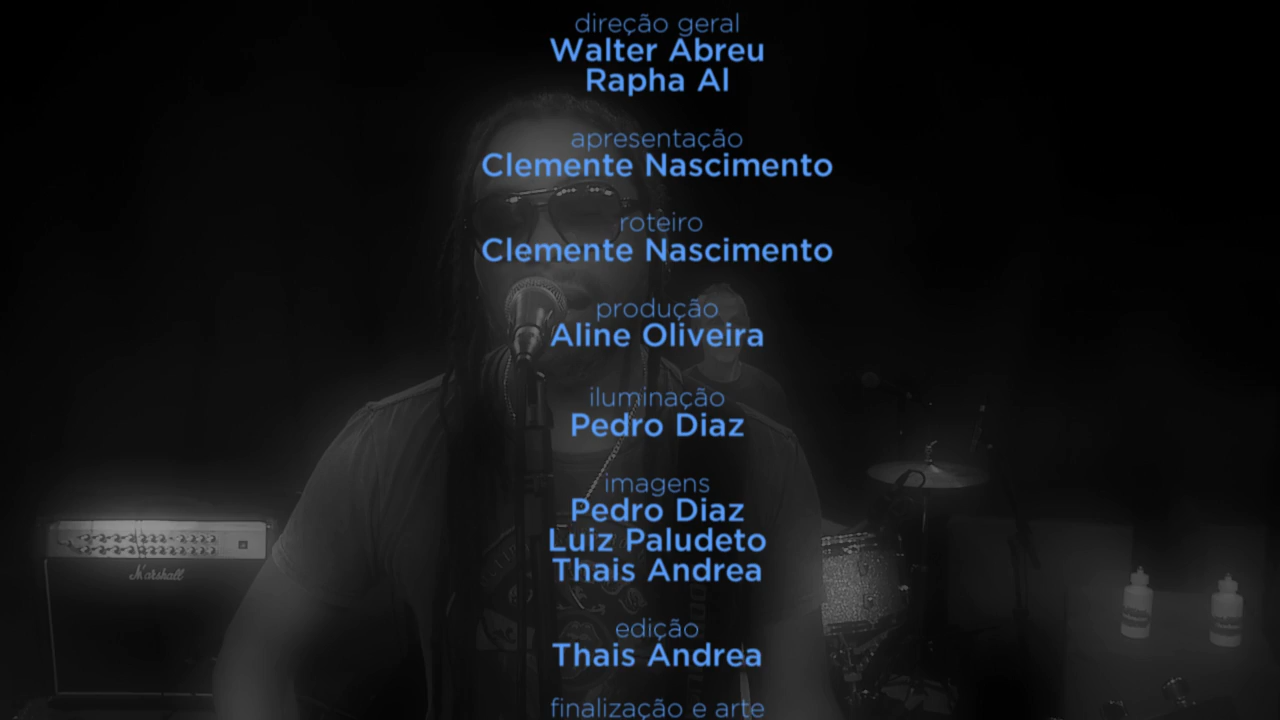 direção geral
Walter Abreu
Rapha Al
apresentação
Clemente Nascimento
roteiro
Clemente Nascimento
produção
Aline Oliveira
iluminação
Pedro Diaz
imagens
Pedro Diaz
Luiz Paludeto
Thais Andrea
Marshall
edição
Thais Andrea
finalização e arte